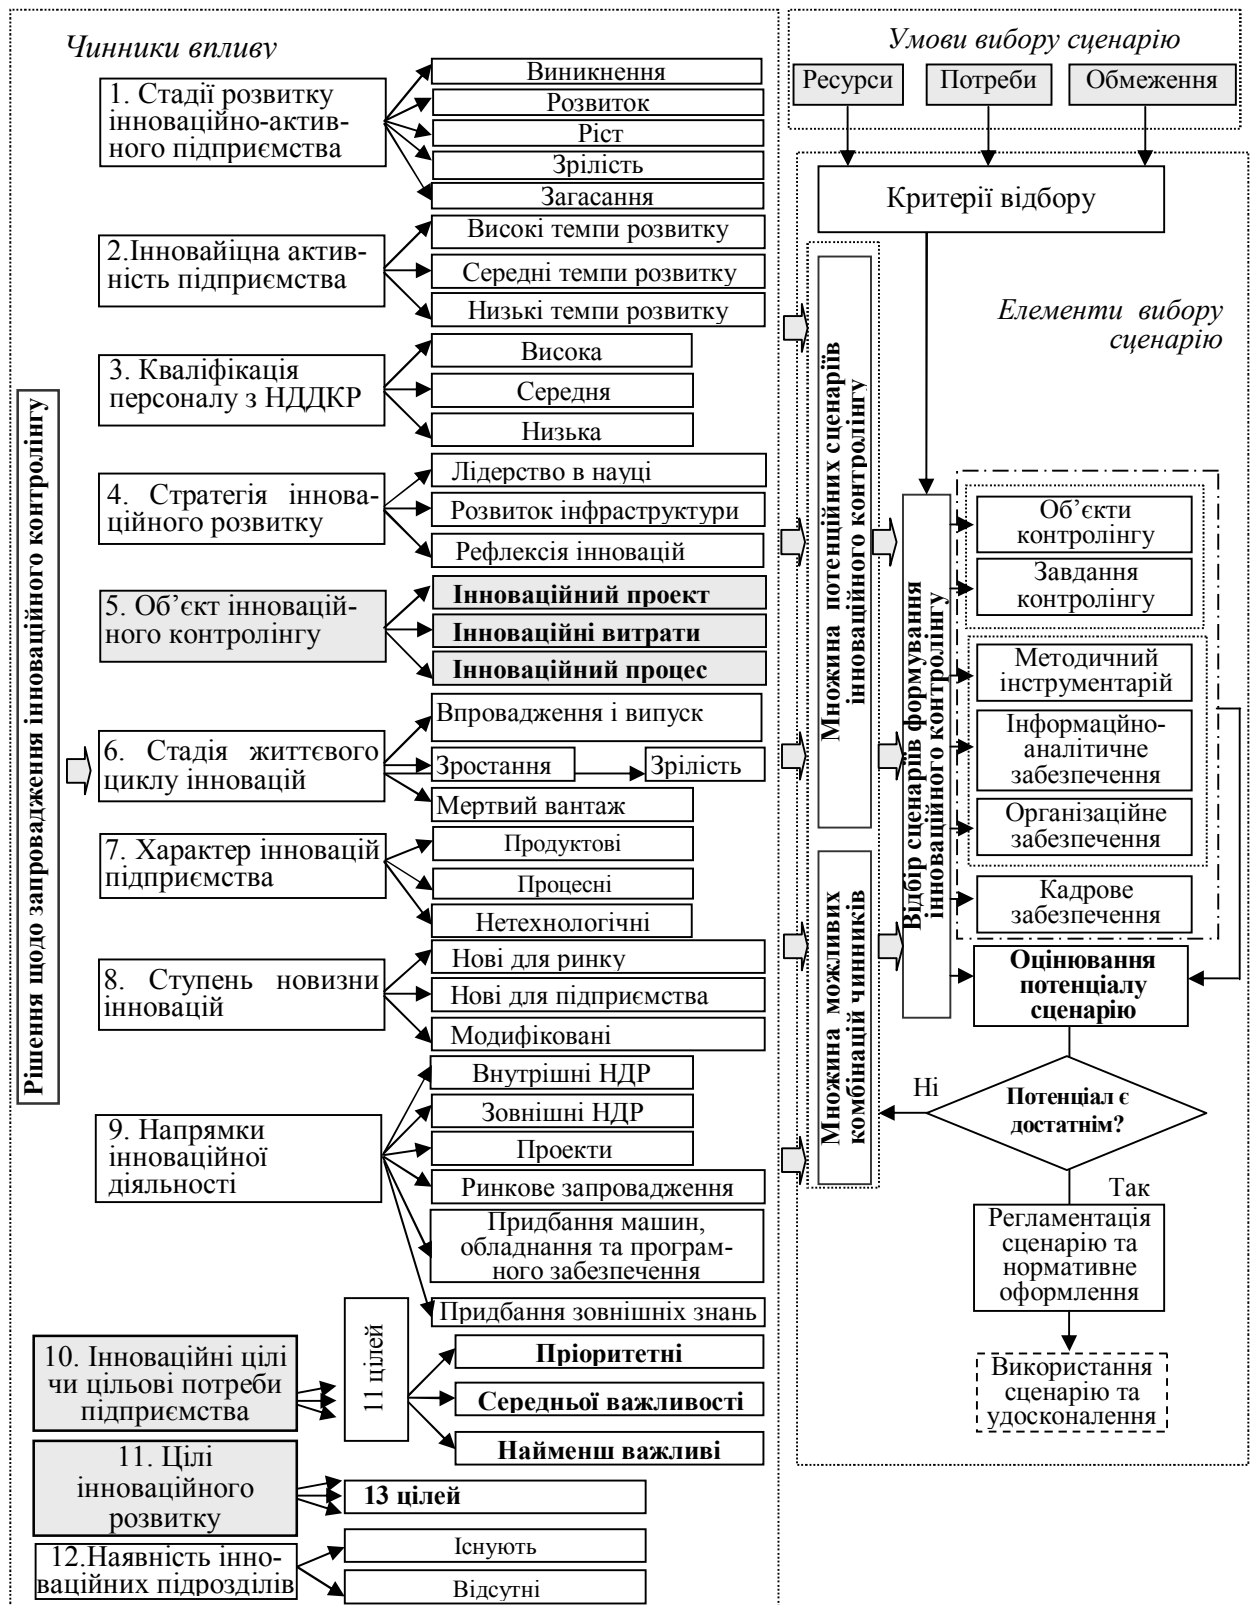 Чинники впливу
Рішення щодо запровадження інноваційного контролінгу
1. Стадії розвитку
інноваційно-актив-
ного підприємства
Виникнення
Розвиток
Ріст
Зрілість
Загасання
2.Інновайіцна актив-
ність підприємства
Високі темпи розвитку
Середні темпи розвитку
Низькі темпи розвитку
3. Кваліфікація
персоналу з НДДКР
Висока
Середня
Низька
4. Стратегія іннова-
ційного розвитку
Лідерство в науці
Розвиток інфраструктури
Рефлексія інновацій
5. Об’єкт інновацій-
ного контролінгу
Інноваційний проект
Інноваційні витрати
Інноваційний процес
6. Стадія життєвого
циклу інновацій
Впровадження і випуск
Зростання
Зрілість
Мертвий вантаж
7. Характер інновацій
підприємства
Продуктові
Процесні
Нетехнологічні
8. Ступень новизни
інновацій
Нові для ринку
Нові для підприємства
Модифіковані
9. Напрямки
інноваційної
діяльності
Внутрішні НДР
Зовнішні НДР
Проекти
Ринкове запровадження
Придбання машин,
обладнання та програм-
ного забезпечення
Придбання зовнішніх знань
10. Інноваційні цілі
чи цільові потреби
підприємства
11 цілей
Пріоритетні
Середньої важливості
Найменш важливі
11. Цілі
інноваційного
розвитку
13 цілей
12.Наявність інно-
ваційних підрозділів
Існують
Відсутні
Умови вибору сценарію
Ресурси
Потреби
Обмеження
Критерії відбору
Елементи вибору
сценарію
Множина потенційних сценаріїв
інноваційного контролінгу
Множина можливих
комбінацій чинників
Відбір сценаріїв формування
інноваційного контролінгу
Об’єкти
контролінгу
Завдання
контролінгу
Методичний
інструментарій
Інформацйно-
аналітичне
забезпечення
Організаційне
забезпечення
Кадрове
забезпечення
Оцінювання
потенціалу
сценарію
Ні
Потенціал є
достатнім?
Так
Регламентація
сценарію та
нормативне
оформлення
Використання
сценарію та
удосконалення